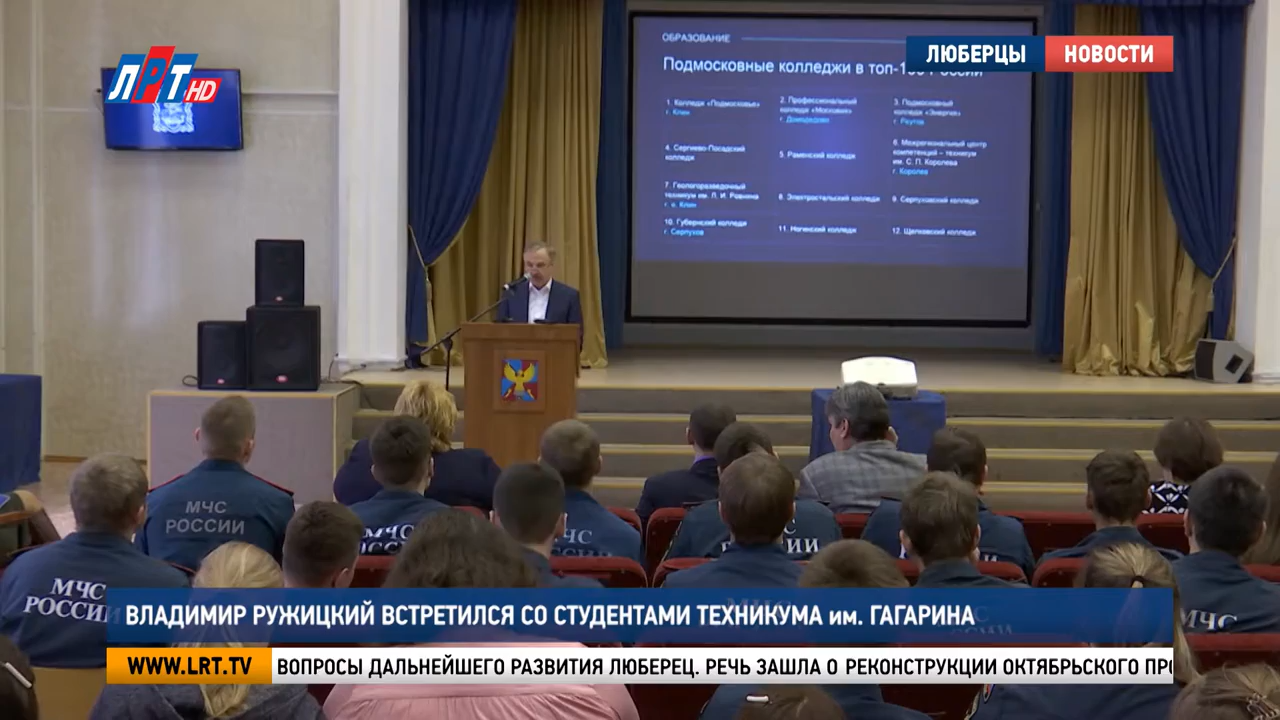 ЛРТ HD
ЛЮБЕРЦЫ НОВОСТИ
ОБРАЗОВАНИЕ
Подмосковные колледжи в топ-100 России
1. Колледж «Подмосковье»
г. Клин
2. Профессиональный
колледж «Московия»
г. Домодедово
3. Подмосковный
колледж «Энергия»
г. Реутов
4. Сергиево-Посадский
колледж
5. Раменский колледж
6. Межрегиональный центр
компетенций – техникум
им. С. П. Королева
г. Королев
7. Геологоразведочный
техникум им. Л. И. Ровнина
г. о. Клин
8. Электростальский колледж
9. Серпуховский колледж
10. Губернский колледж
г. Серпухов
11. Ногинский колледж
12. Щелковский колледж
МЧС
РОССИИ
МЧС
РОССИИ
РОССИИ
РОССИИ
РОССИИ
ВЛАДИМИР РУЖИЦКИЙ ВСТРЕТИЛСЯ СО СТУДЕНТАМИ ТЕХНИКУМА им. ГАГАРИНА
WWW.LRT.TV ВОПРОСЫ ДАЛЬНЕЙШЕГО РАЗВИТИЯ ЛЮБЕРЕЦ. РЕЧЬ ЗАШЛА О РЕКОНСТРУКЦИИ ОКТЯБРЬСКОГО